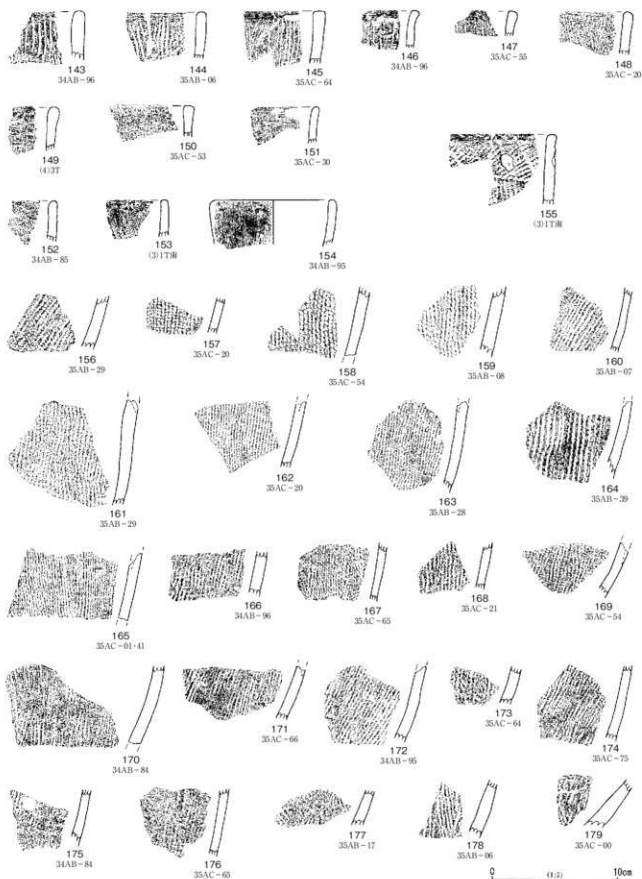 143
34AB-96
144
35AB-06
145
35AC-64
146
34AB-96
147
35AC-55
148
35AC-20
149
(4)3T
150
35AC-53
151
35AC-30
152
34AB-85
153
(3)1T南
154
34AB-95
155
(3)1T南
156
35AB-29
157
35AC-20
158
35AC-54
159
35AB-08
160
35AB-07
161
35AB-29
162
35AC-20
163
35AB-28
164
35AB-39
165
35AC-01・41
166
34AB-96
167
35AC-65
168
35AC-21
169
35AC-54
170
34AB-84
171
35AC-66
172
34AB-95
173
35AC-64
174
35AC-75
175
34AB-84
176
35AC-65
177
35AB-17
178
35AB-06
179
35AC-00
0 (1:2) 10cm